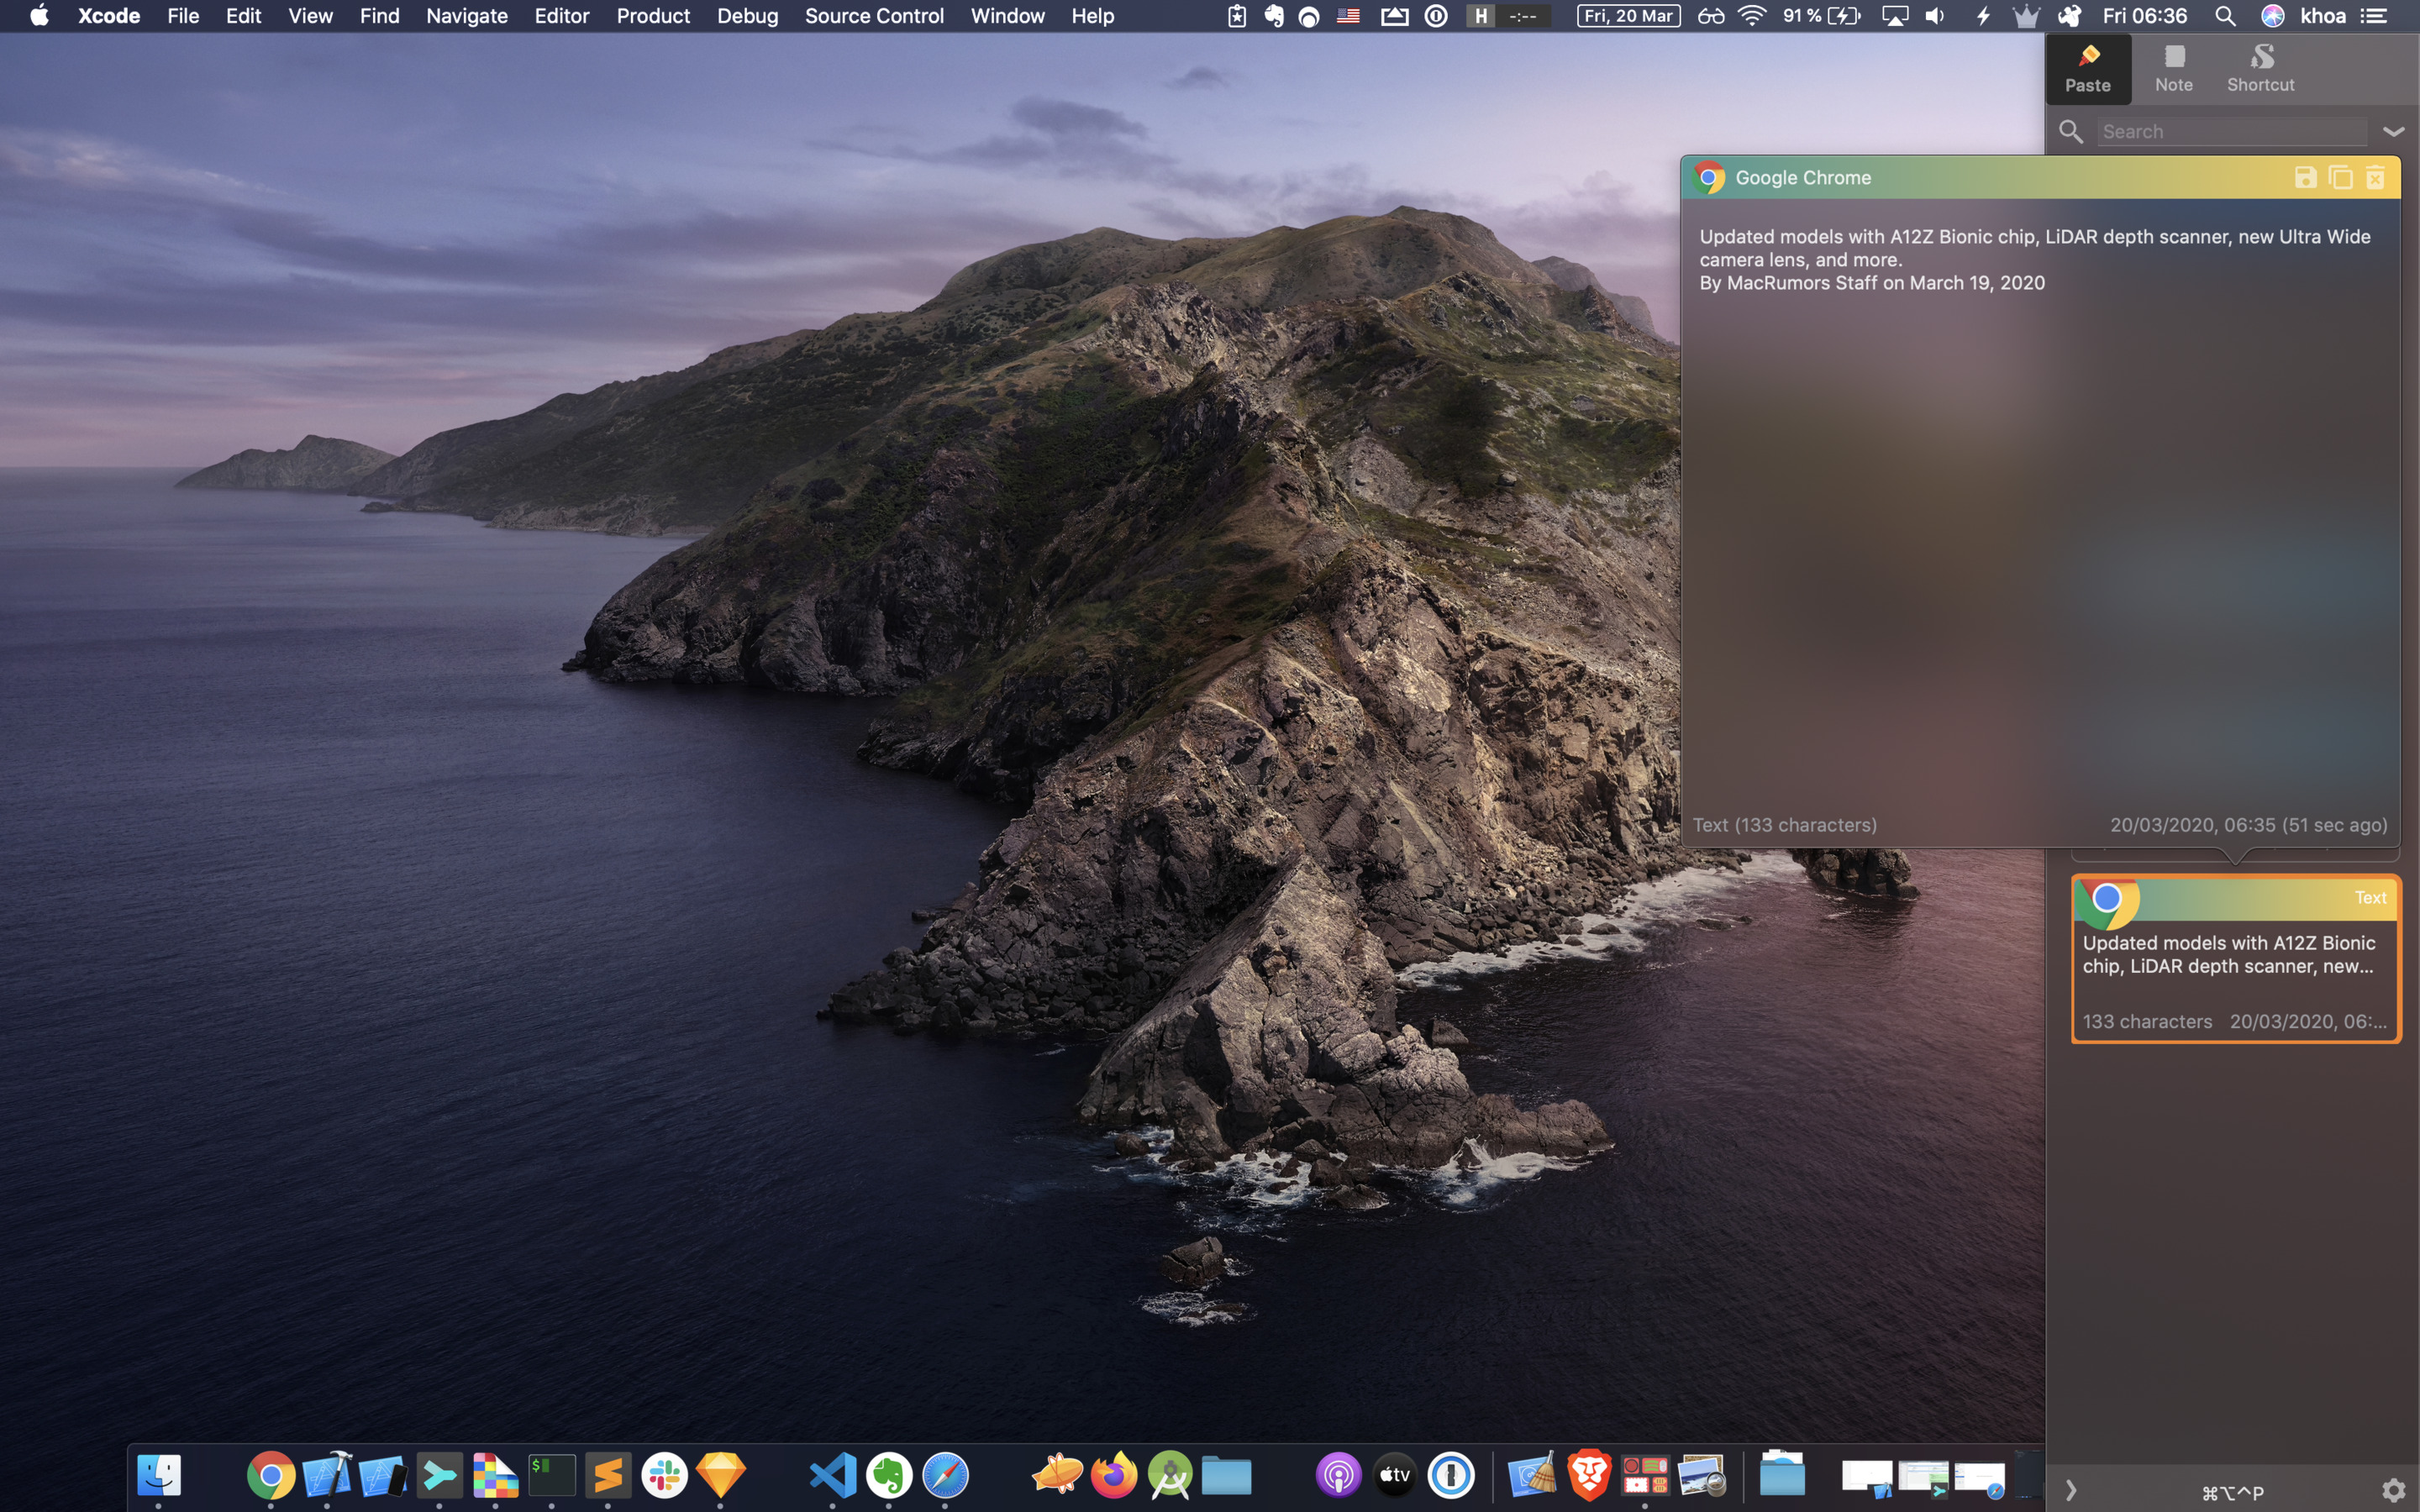 Xcode File Edit View Find Navigate Editor Product Debug Source Control Window Help H -:-- Fri, 20 Mar 91 % Fri 06:36 khoa
Paste Note Shortcut
Search
Google Chrome
Updated models with A12Z Bionic chip, LiDAR depth scanner, new Ultra Wide
camera lens, and more.
By MacRumors Staff on March 19, 2020
Text (133 characters) 20/03/2020, 06:35 (51 sec ago)
Text
Updated models with A12Z Bionic
chip, LiDAR depth scanner, new...
133 characters 20/03/2020, 06:...
$
tv
⌘⌥^P